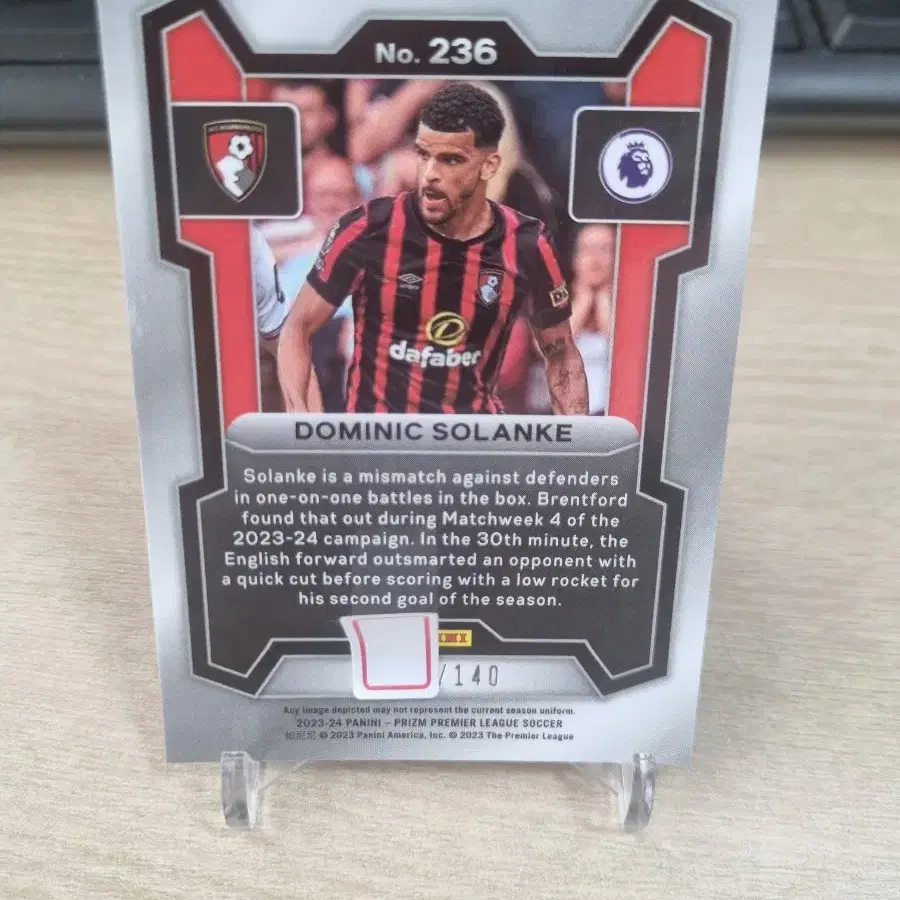 No. 236
dafabet
DOMINIC SOLANKE
Solanke is a mismatch against defenders
in one-on-one battles in the box. Brentford
found that out during Matchweek 4 of the
2023-24 campaign. In the 30th minute, the
English forward outsmarted an opponent with
a quick cut before scoring with a low rocket for
his second goal of the season.
/140
Any image depicted may not represent the current season uniform.
2023-24 PANINI – PRIZM PREMIER LEAGUE SOCCER
帕尼尼 © 2023 Panini America, Inc. © 2023 The Premier League